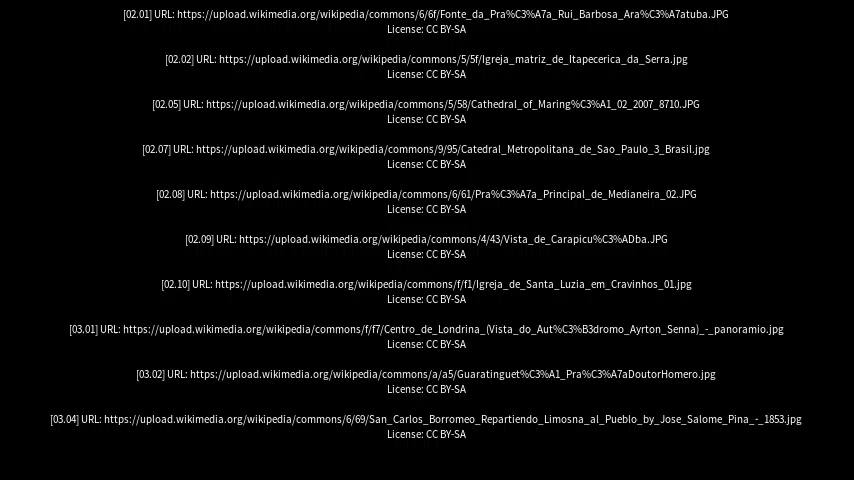 [02.01] URL: https://upload.wikimedia.org/wikipedia/commons/6/6f/Fonte_da_Pra%C3%A7a_Rui_Barbosa_Ara%C3%A7atuba.JPG
License: CC BY-SA
[02.02] URL: https://upload.wikimedia.org/wikipedia/commons/5/5f/Igreja_matriz_de_Itapecerica_da_Serra.jpg
License: CC BY-SA
[02.05] URL: https://upload.wikimedia.org/wikipedia/commons/5/58/Cathedral_of_Maring%C3%A1_02_2007_8710.JPG
License: CC BY-SA
[02.07] URL: https://upload.wikimedia.org/wikipedia/commons/9/95/Catedral_Metropolitana_de_Sao_Paulo_3_Brasil.jpg
License: CC BY-SA
[02.08] URL: https://upload.wikimedia.org/wikipedia/commons/6/61/Pra%C3%A7a_Principal_de_Medianeira_02.JPG
License: CC BY-SA
[02.09] URL: https://upload.wikimedia.org/wikipedia/commons/4/43/Vista_de_Carapicu%C3%ADba.JPG
License: CC BY-SA
[02.10] URL: https://upload.wikimedia.org/wikipedia/commons/f/f1/Igreja_de_Santa_Luzia_em_Cravinhos_01.jpg
License: CC BY-SA
[03.01] URL: https://upload.wikimedia.org/wikipedia/commons/f/f7/Centro_de_Londrina_(Vista_do_Aut%C3%B3dromo_Ayrton_Senna)_-_panoramio.jpg
License: CC BY-SA
[03.02] URL: https://upload.wikimedia.org/wikipedia/commons/a/a5/Guaratinguet%C3%A1_Pra%C3%A7aDoutorHomero.jpg
License: CC BY-SA
[03.04] URL: https://upload.wikimedia.org/wikipedia/commons/6/69/San_Carlos_Borromeo_Repartiendo_Limosna_al_Pueblo_by_Jose_Salome_Pina_-_1853.jpg
License: CC BY-SA